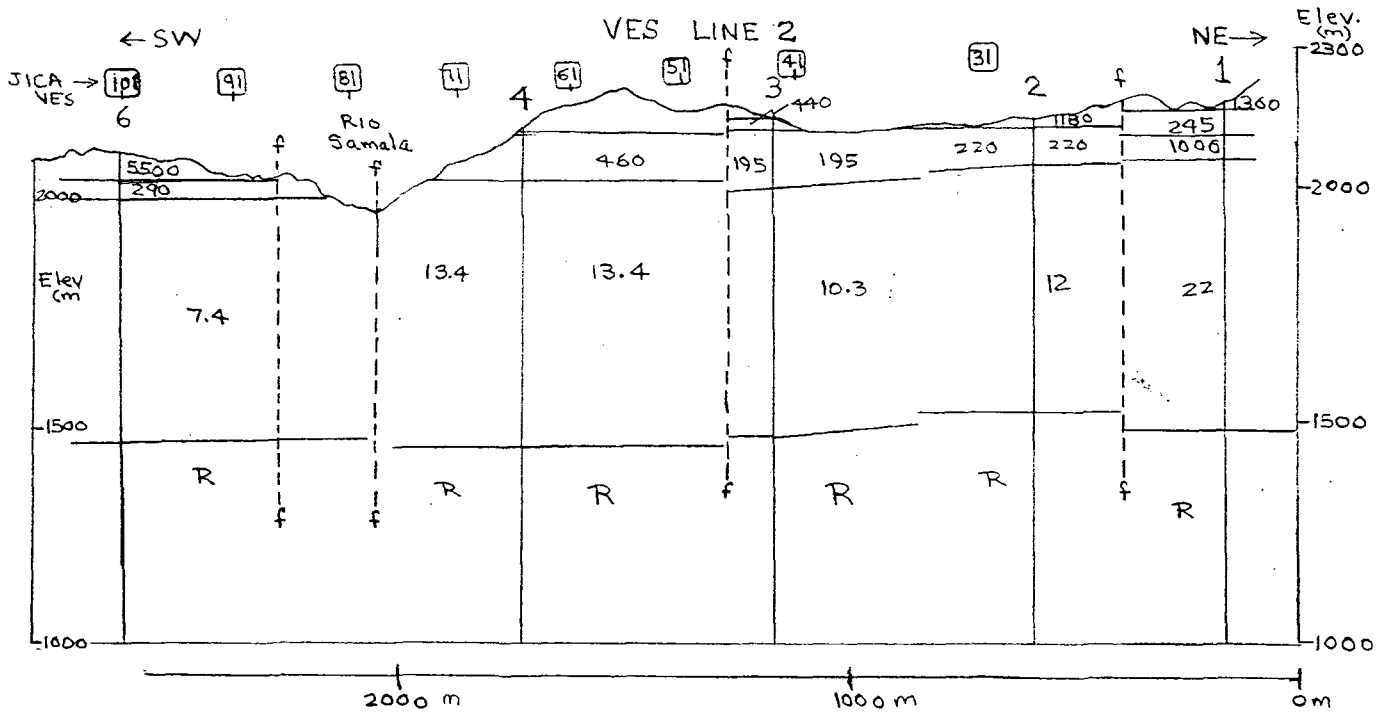 VES LINE 2
← SW
NE →
Elev.
(m)
2300
JICA → VES
101
91
81
71
61
51
41
31
6
4
3
2
1
RIO
Samala
f
f
f
f
440
1180
1360
5500
290
460
195
195
220
220
245
1006
2000
2000
Elev
(m
7.4
13.4
13.4
10.3
12
22
1500
1500
R
R
R
R
R
R
f
f
f
f
1000
1000
2000 m
1000 m
0 m